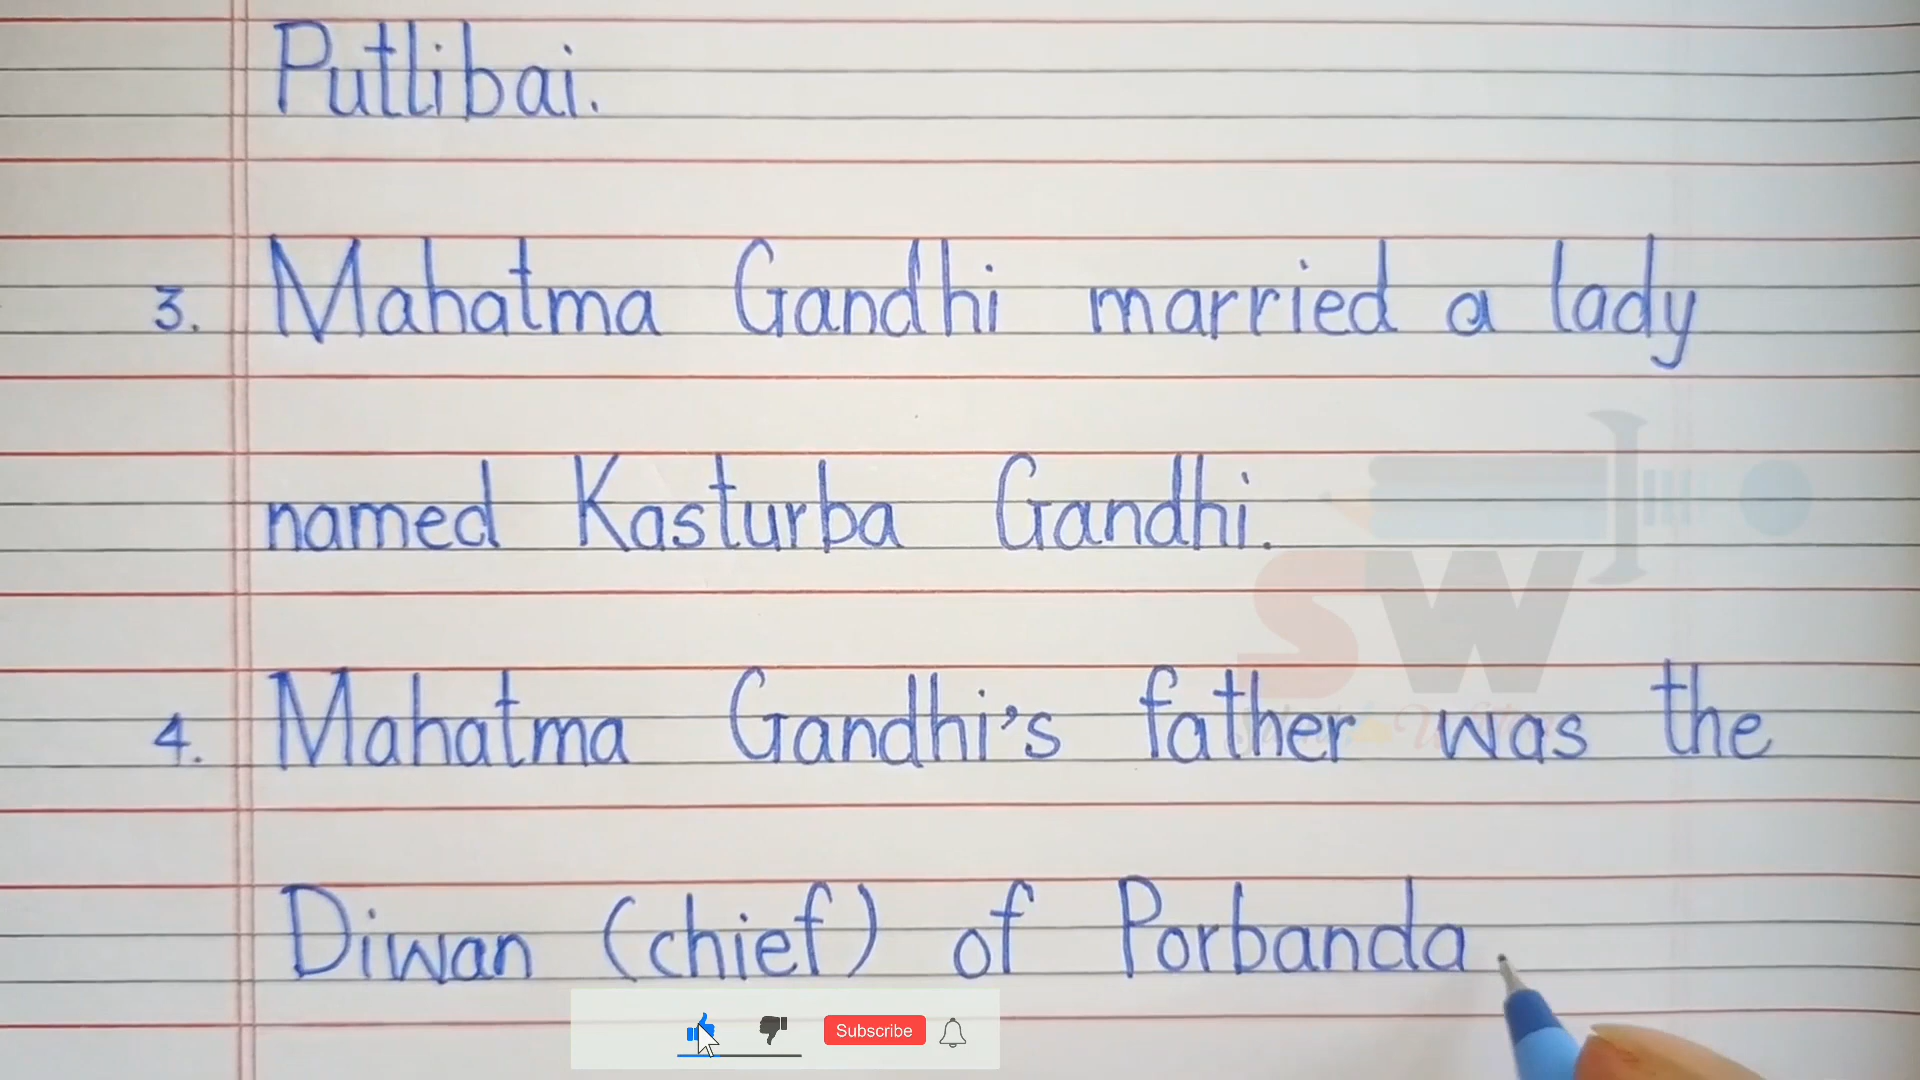 Putlibai.
3. Mahatma Gandhi married a lady
named Kasturba Gandhi.
SW
4. Mahatma Gandhi's father was the
Diwan (chief) of Porbanda
Subscribe